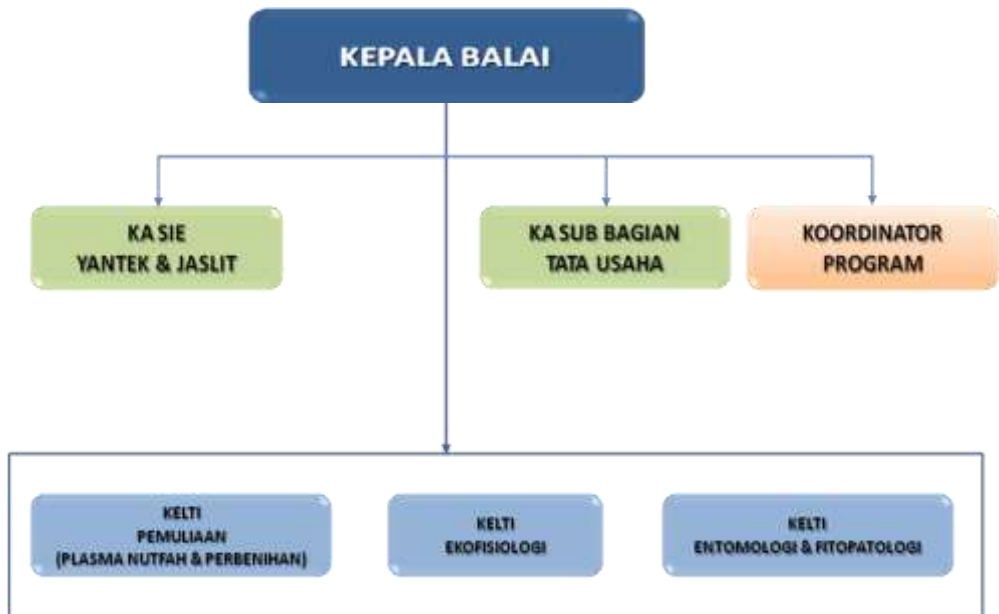 KEPALA BALAI
KA SIE
YANTEK & JASLIT
KA SUB BAGIAN
TATA USAHA
KOORDINATOR
PROGRAM
KELTI
PEMULIAAN
(PLASMA NUTFAH & PERBENIHAN)
KELTI
EKOFISIOLOGI
KELTI
ENTOMOLOGI & FITOPATOLOGI